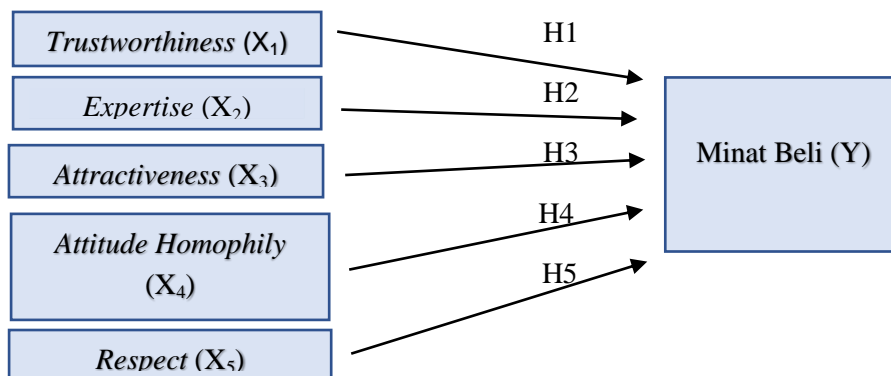 Trustworthiness (X₁)
H1
Expertise (X₂)
H2
Attractiveness (X₃)
H3
Minat Beli (Y)
Attitude Homophily
(X₄)
H4
Respect (X₅)
H5